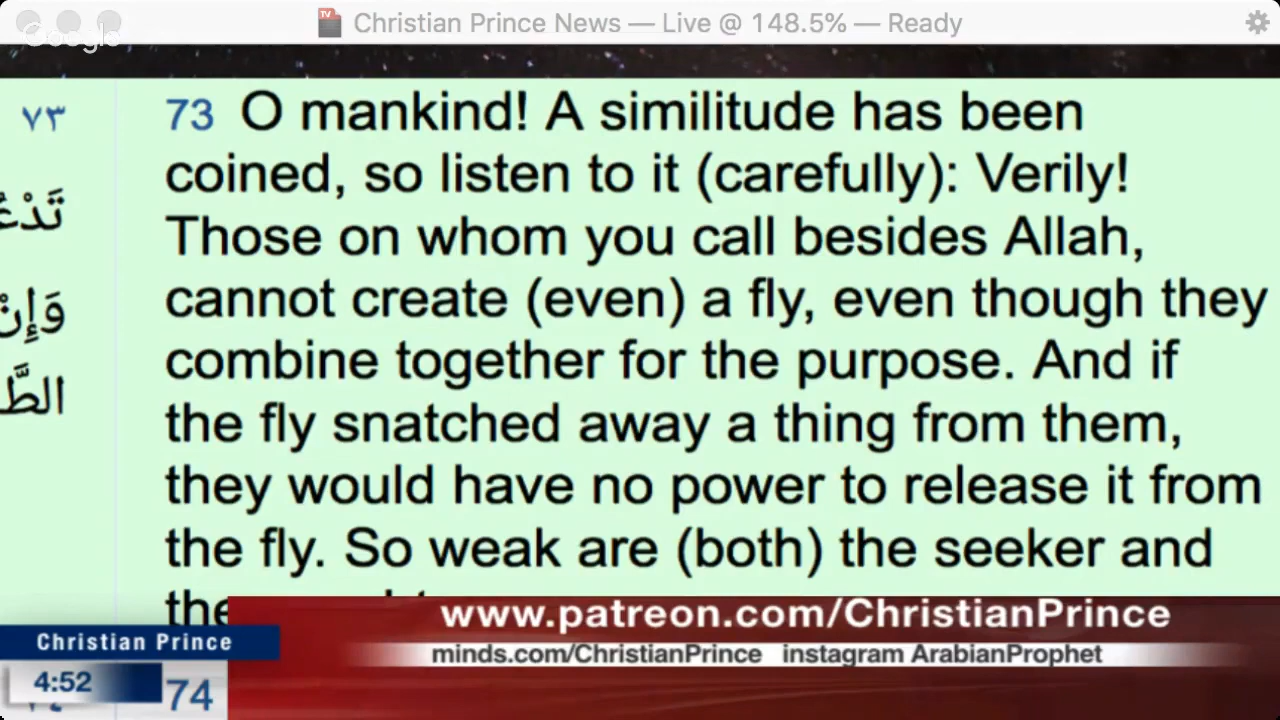 Christian Prince News — Live @ 148.5% — Ready
Google
٧٣
73 O mankind! A similitude has been
coined, so listen to it (carefully): Verily!
Those on whom you call besides Allah,
cannot create (even) a fly, even though they
combine together for the purpose. And if
the fly snatched away a thing from them,
they would have no power to release it from
the fly. So weak are (both) the seeker and
www.patreon.com/ChristianPrince
Christian Prince
minds.com/ChristianPrince instagram ArabianProphet
4:52
74